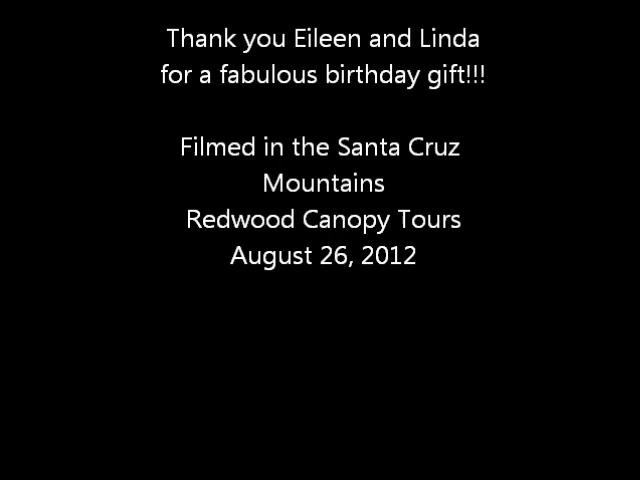 Thank you Eileen and Linda
for a fabulous birthday gift!!!
Filmed in the Santa Cruz
Mountains
Redwood Canopy Tours
August 26, 2012